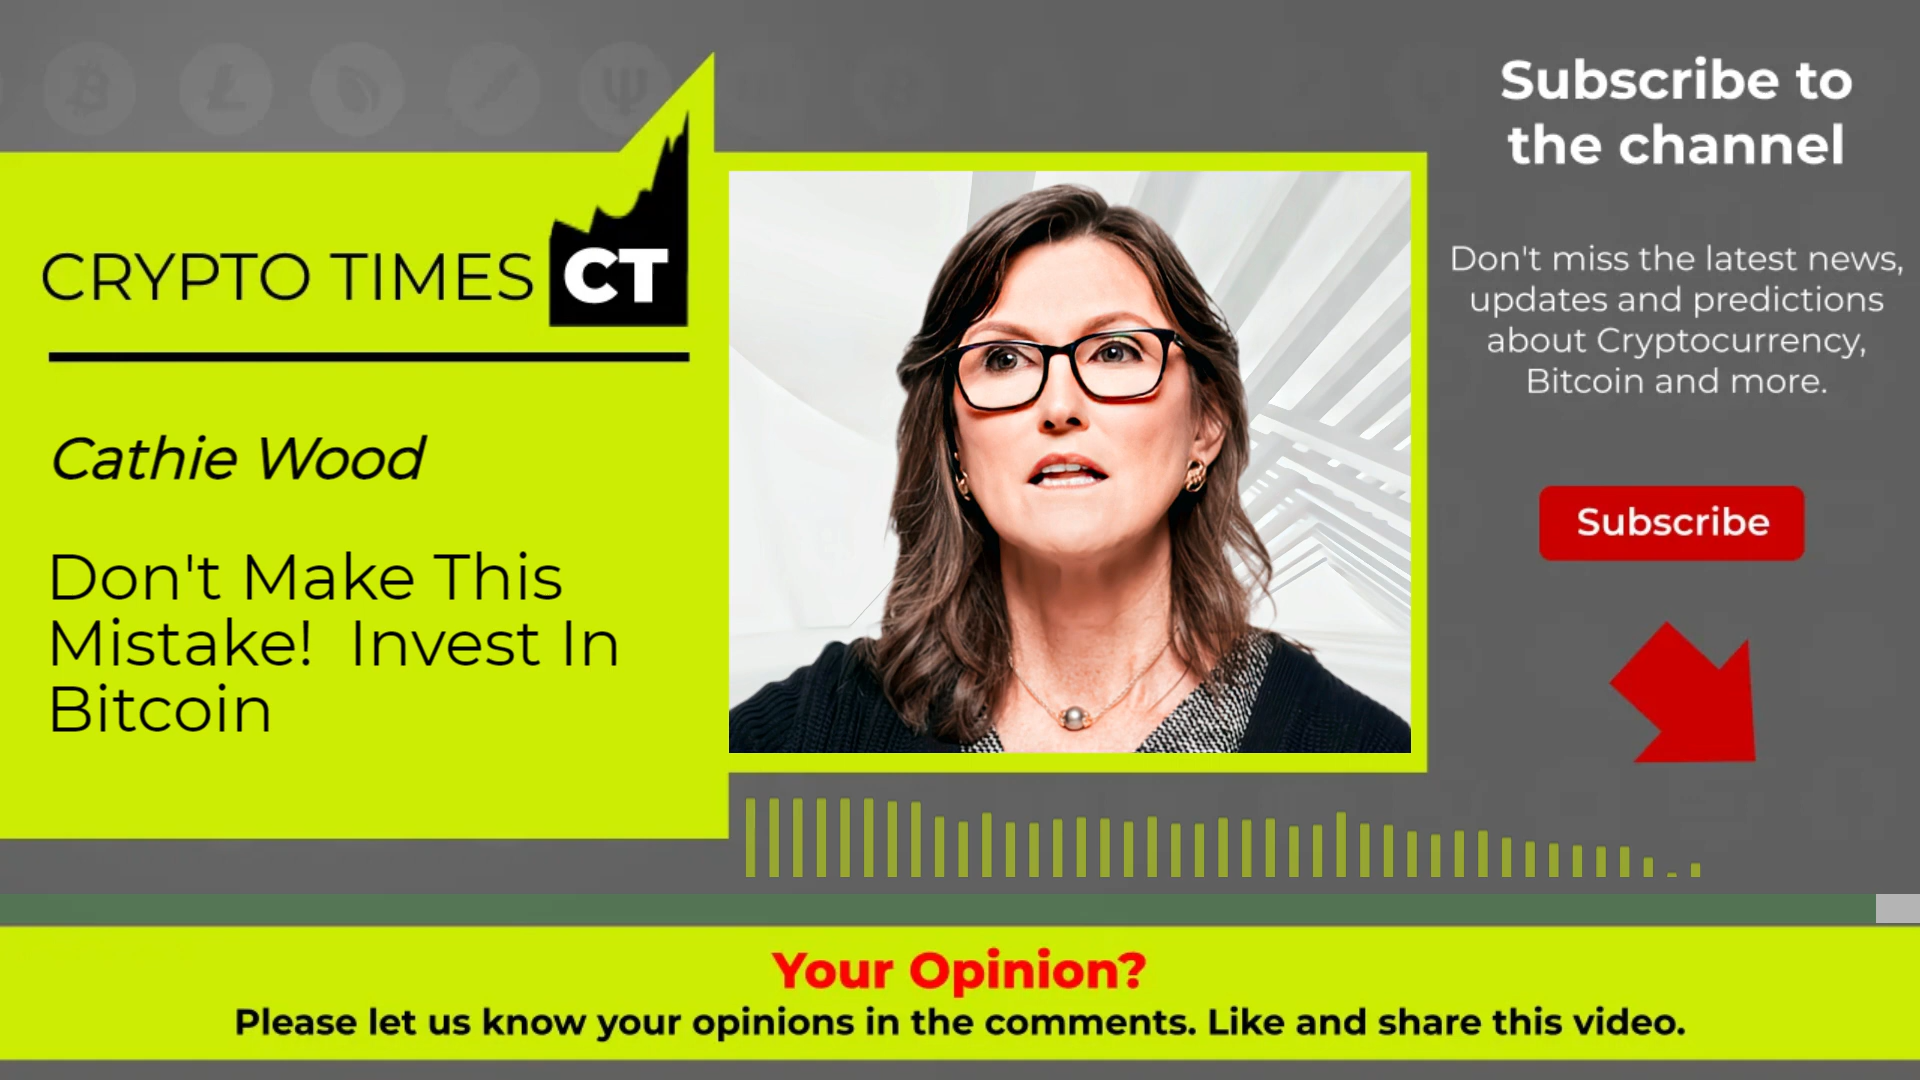 CRYPTO TIMES CT
Cathie Wood
Don't Make This
Mistake!  Invest In
Bitcoin
Subscribe to
the channel
Don't miss the latest news,
updates and predictions
about Cryptocurrency,
Bitcoin and more.
Subscribe
Your Opinion?
Please let us know your opinions in the comments. Like and share this video.